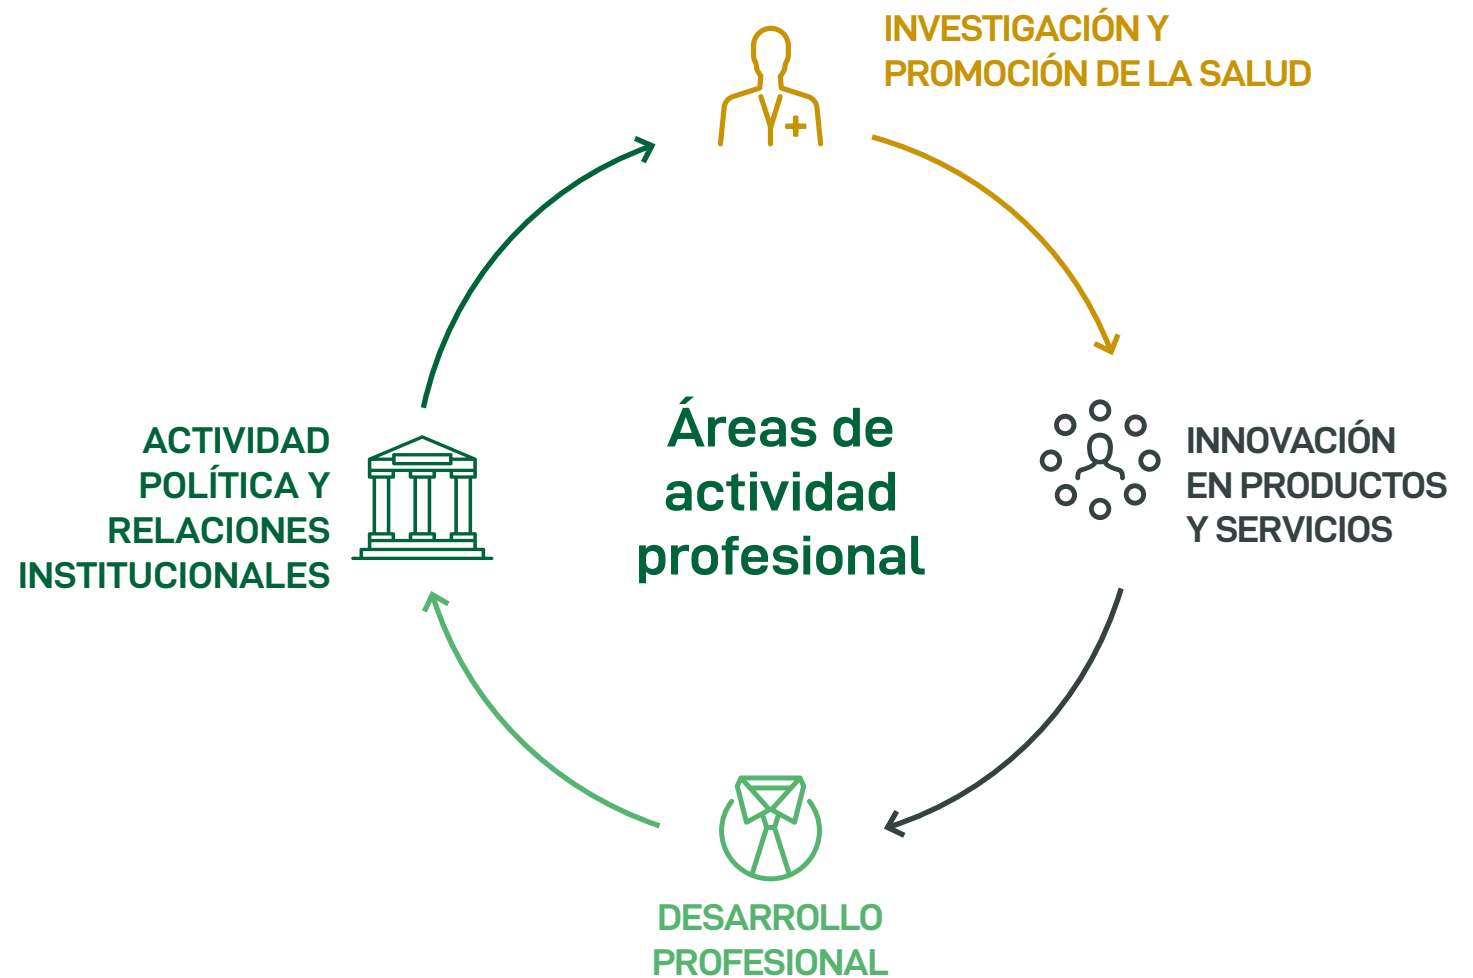 INVESTIGACIÓN Y
PROMOCIÓN DE LA SALUD
Áreas de
actividad
profesional
ACTIVIDAD
POLÍTICA Y
RELACIONES
INSTITUCIONALES
INNOVACIÓN
EN PRODUCTOS
Y SERVICIOS
DESARROLLO
PROFESIONAL